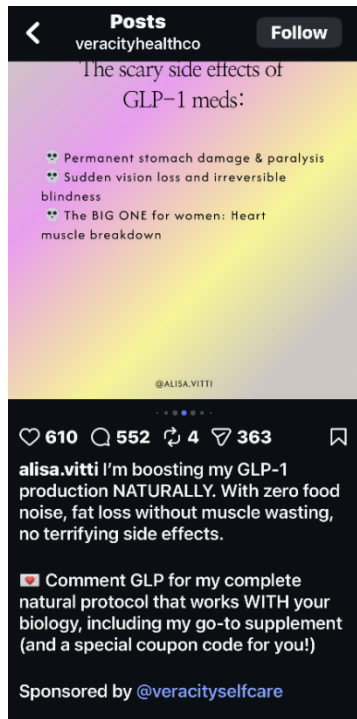 Posts
veracityhealthco
Follow
The scary side effects of
GLP-1 meds:
💀 Permanent stomach damage & paralysis
💀 Sudden vision loss and irreversible
blindness
💀 The BIG ONE for women: Heart
muscle breakdown
@ALISA.VITTI
610 552 4 363
alisa.vitti I'm boosting my GLP-1
production NATURALLY. With zero food
noise, fat loss without muscle wasting,
no terrifying side effects.
💌 Comment GLP for my complete
natural protocol that works WITH your
biology, including my go-to supplement
(and a special coupon code for you!)
Sponsored by @veracityselfcare